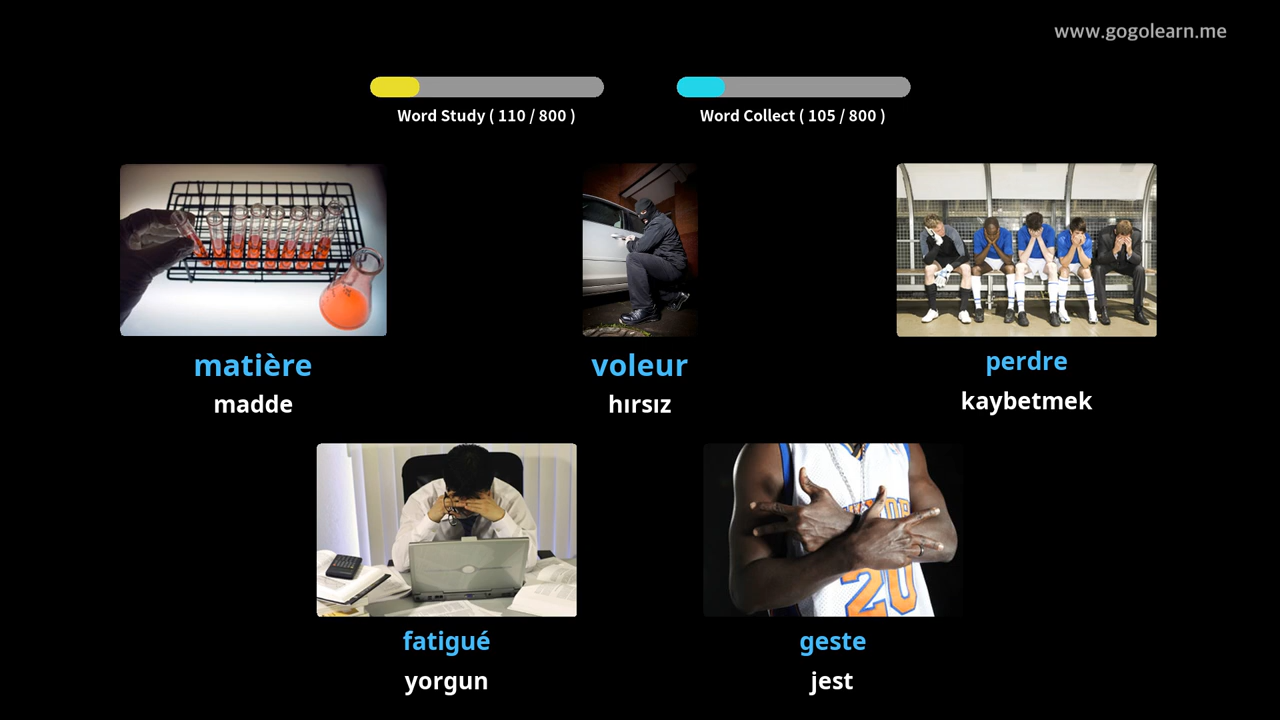 www.gogolearn.me
Word Study ( 110 / 800 )
Word Collect ( 105 / 800 )
matière
madde
voleur
hırsız
perdre
kaybetmek
fatigué
yorgun
20
geste
jest